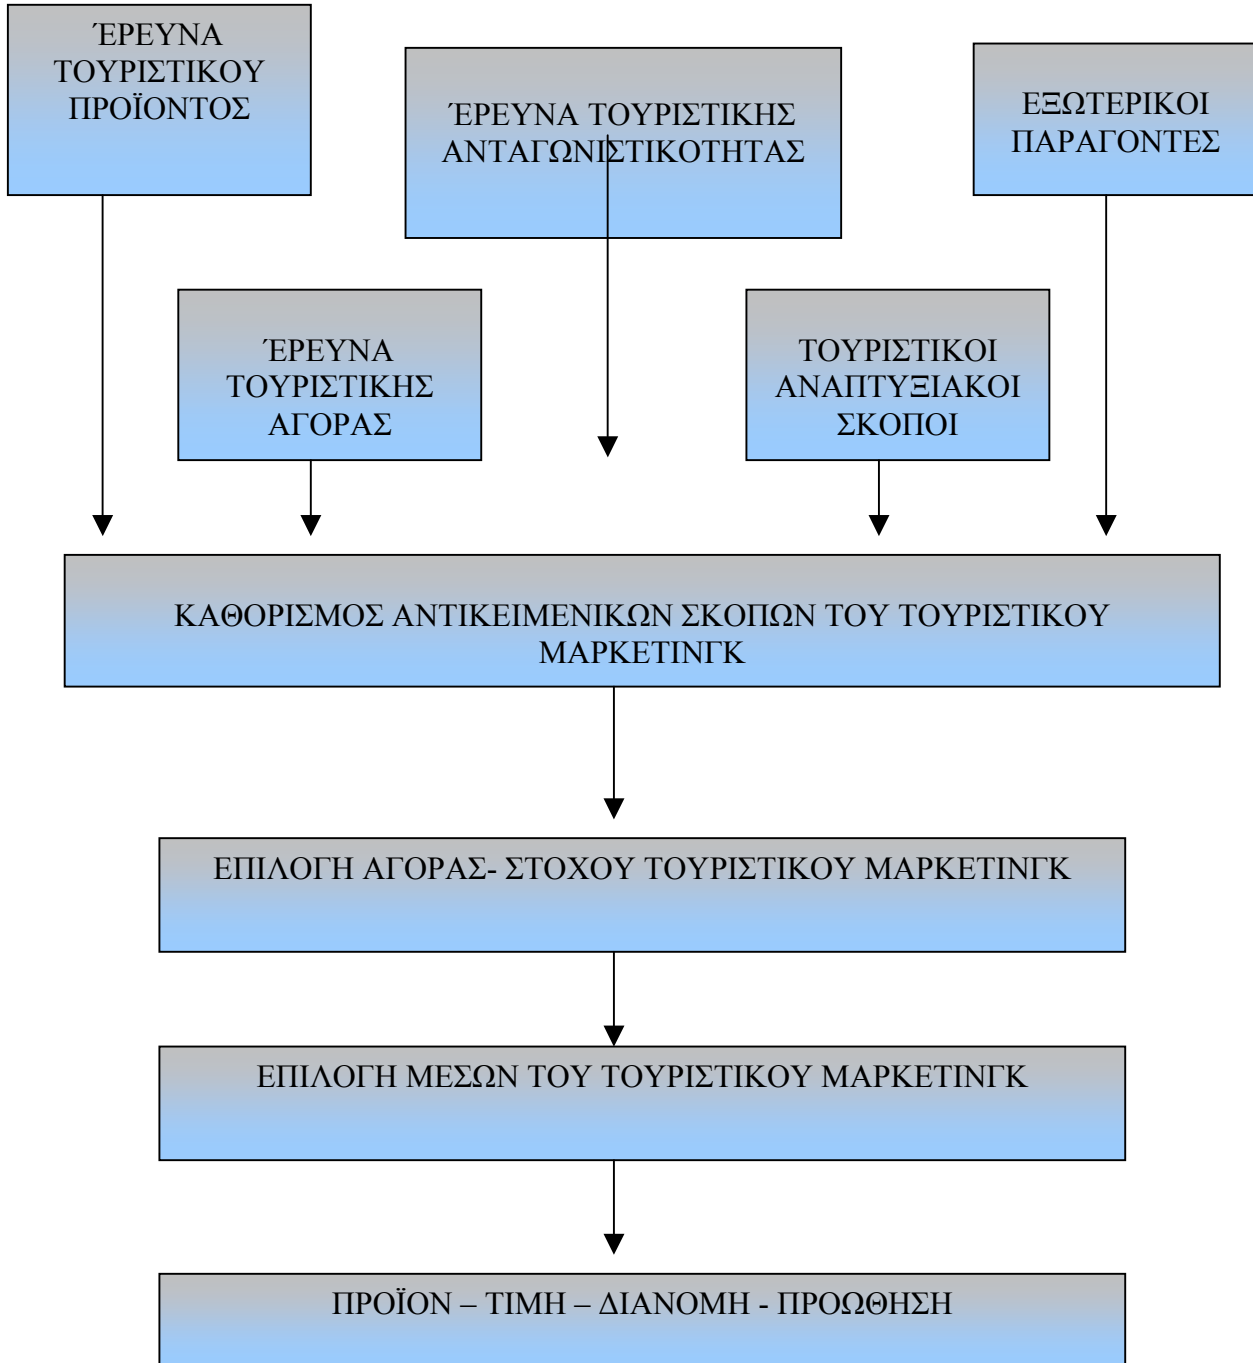 ΈΡΕΥΝΑ
ΤΟΥΡΙΣΤΙΚΟΥ
ΠΡΟΪΟΝΤΟΣ
ΈΡΕΥΝΑ ΤΟΥΡΙΣΤΙΚΗΣ
ΑΝΤΑΓΩΝΙΣΤΙΚΟΤΗΤΑΣ
ΕΞΩΤΕΡΙΚΟΙ
ΠΑΡΑΓΟΝΤΕΣ
ΈΡΕΥΝΑ
ΤΟΥΡΙΣΤΙΚΗΣ
ΑΓΟΡΑΣ
ΤΟΥΡΙΣΤΙΚΟΙ
ΑΝΑΠΤΥΞΙΑΚΟΙ
ΣΚΟΠΟΙ
ΚΑΘΟΡΙΣΜΟΣ ΑΝΤΙΚΕΙΜΕΝΙΚΩΝ ΣΚΟΠΩΝ ΤΟΥ ΤΟΥΡΙΣΤΙΚΟΥ
ΜΑΡΚΕΤΙΝΓΚ
ΕΠΙΛΟΓΗ ΑΓΟΡΑΣ- ΣΤΟΧΟΥ ΤΟΥΡΙΣΤΙΚΟΥ ΜΑΡΚΕΤΙΝΓΚ
ΕΠΙΛΟΓΗ ΜΕΣΩΝ ΤΟΥ ΤΟΥΡΙΣΤΙΚΟΥ ΜΑΡΚΕΤΙΝΓΚ
ΠΡΟΪΟΝ – ΤΙΜΗ – ΔΙΑΝΟΜΗ - ΠΡΟΩΘΗΣΗ